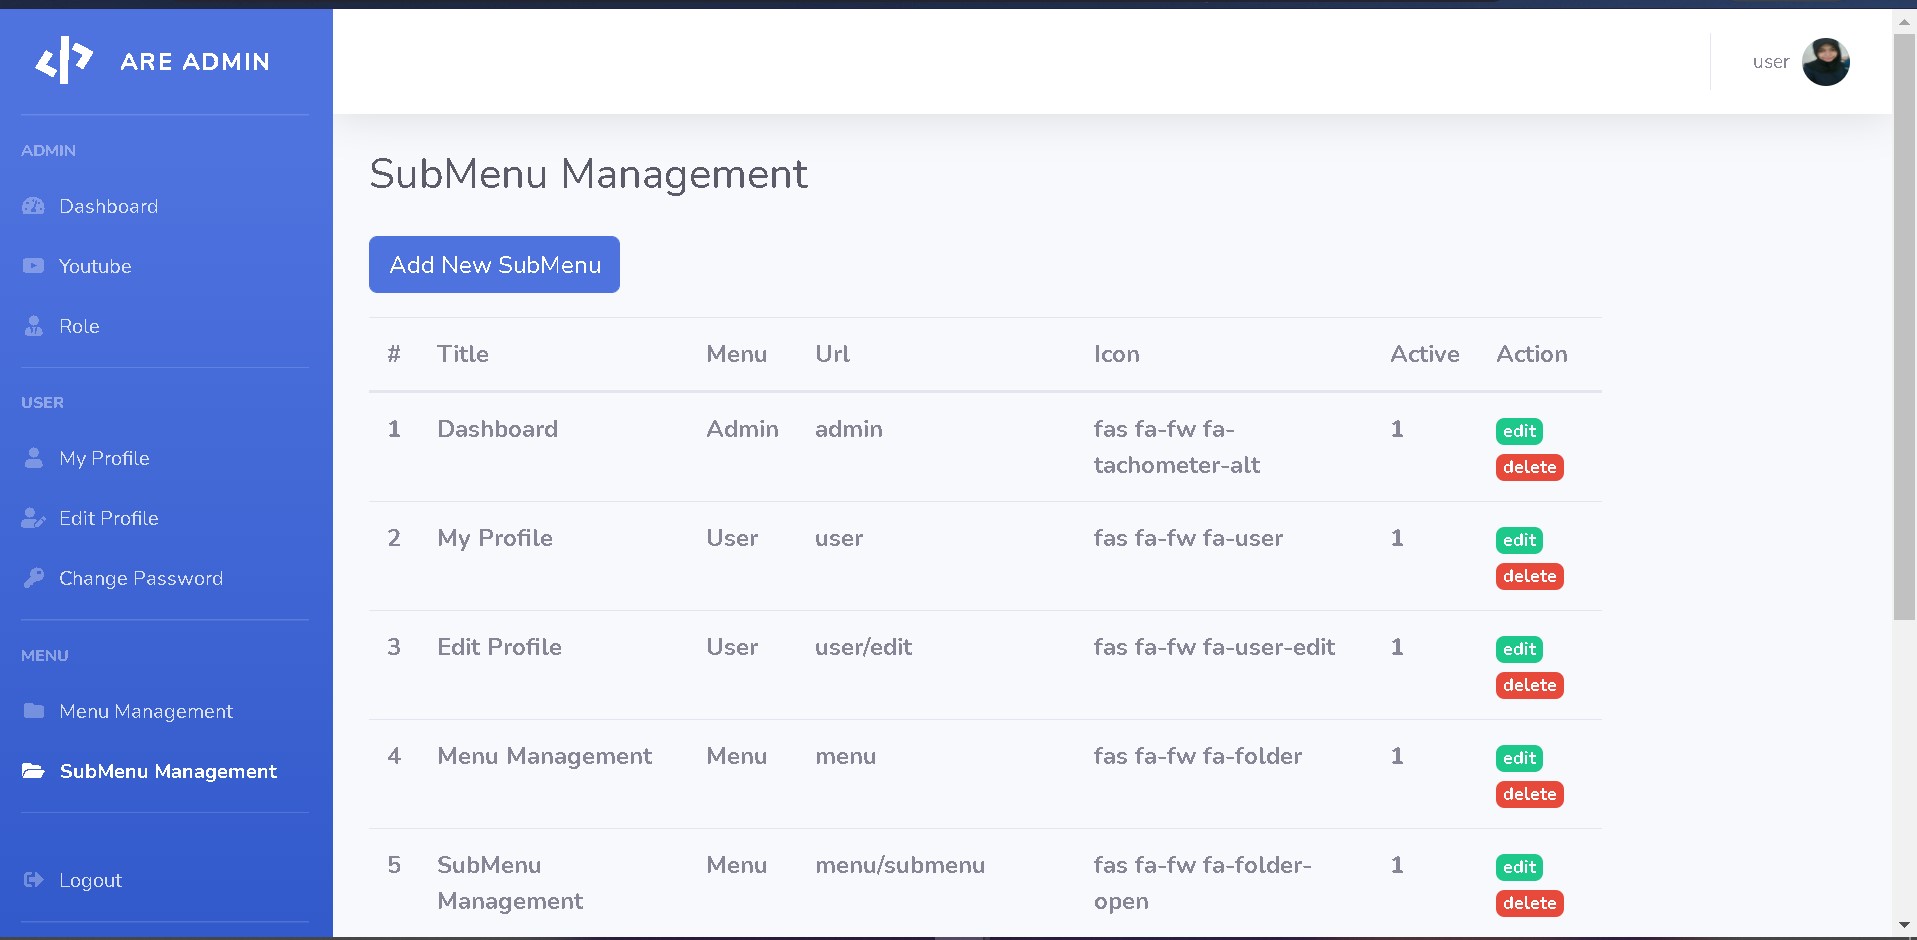 ARE ADMIN
user
ADMIN
Dashboard
Youtube
Role
USER
My Profile
Edit Profile
Change Password
MENU
Menu Management
SubMenu Management
Logout
SubMenu Management
Add New SubMenu
# Title Menu Url Icon Active Action
1 Dashboard Admin admin fas fa-fw fa- 1 edit
tachometer-alt delete
2 My Profile User user fas fa-fw fa-user 1 edit
delete
3 Edit Profile User user/edit fas fa-fw fa-user-edit 1 edit
delete
4 Menu Management Menu menu fas fa-fw fa-folder 1 edit
delete
5 SubMenu Menu menu/submenu fas fa-fw fa-folder- 1 edit
Management open delete